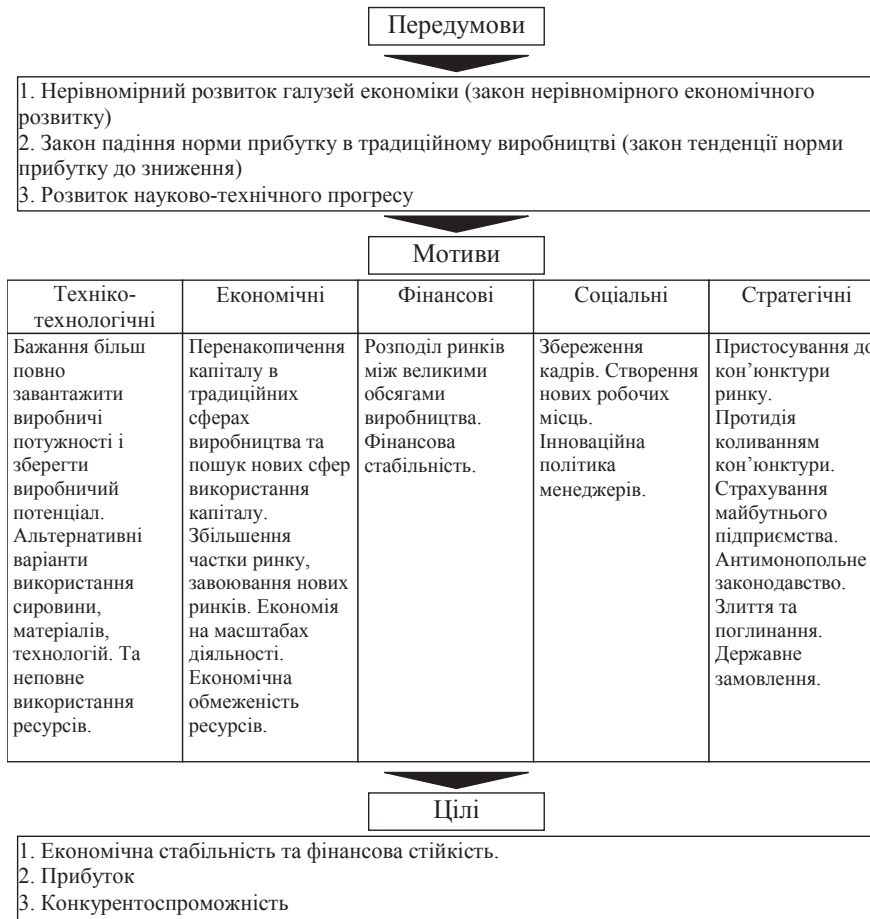 Передумови
1. Нерівномірний розвиток галузей економіки (закон нерівномірного економічного
розвитку)
2. Закон падіння норми прибутку в традиційному виробництві (закон тенденції норми
прибутку до зниження)
3. Розвиток науково-технічного прогресу
Мотиви
Техніко-
технологічні
Економічні
Фінансові
Соціальні
Стратегічні
Бажання більш
повно
завантажити
виробничі
потужності і
зберегти
виробничий
потенціал.
Альтернативні
варіанти
використання
сировини,
матеріалів,
технологій. Та
неповне
використання
ресурсів.
Перенакопичення
капіталу в
традиційних
сферах
виробництва та
пошук нових сфер
використання
капіталу.
Збільшення
частки ринку,
завоювання нових
ринків. Економія
на масштабах
діяльності.
Економічна
обмеженість
ресурсів.
Розподіл ринків
між великими
обсягами
виробництва.
Фінансова
стабільність.
Збереження
кадрів. Створення
нових робочих
місць.
Інноваційна
політика
менеджерів.
Пристосування до
кон’юнктури
ринку.
Протидія
коливанням
кон’юнктури.
Страхування
майбутнього
підприємства.
Антимонопольне
законодавство.
Злиття та
поглинання.
Державне
замовлення.
Цілі
1. Економічна стабільність та фінансова стійкість.
2. Прибуток
3. Конкурентоспроможність